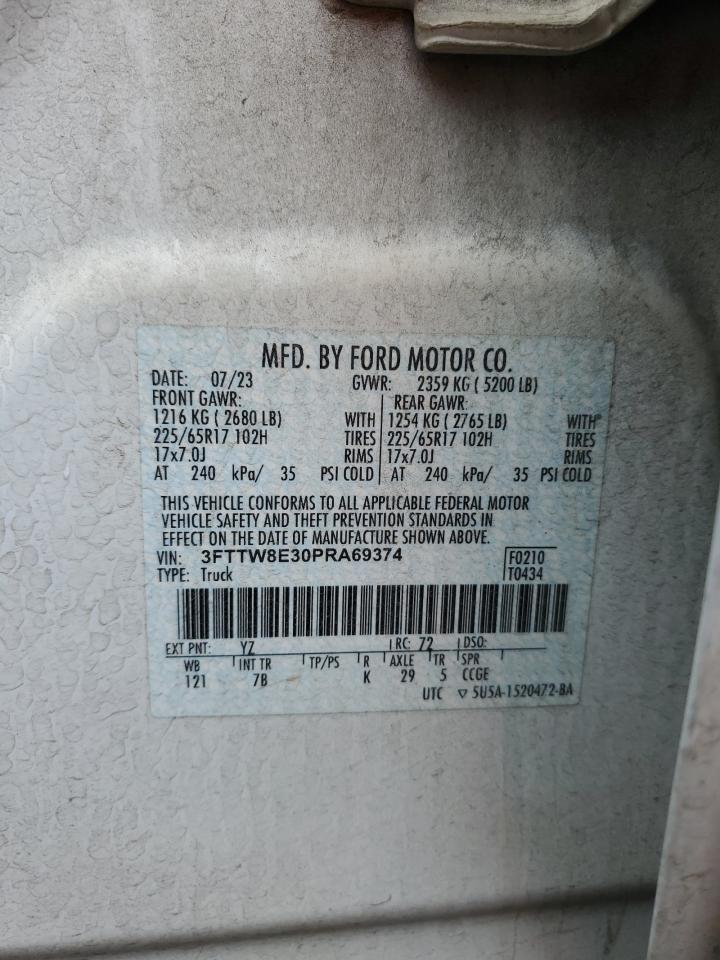 MFD. BY FORD MOTOR CO.
DATE: 07/23 GVWR: 2359 KG ( 5200 LB)
FRONT GAWR: REAR GAWR:
1216 KG ( 2680 LB) WITH 1254 KG ( 2765 LB) WITH
225/65R17 102H TIRES 225/65R17 102H TIRES
17x7.0J RIMS 17x7.0J RIMS
AT 240 kPa/ 35 PSI COLD AT 240 kPa/ 35 PSI COLD
THIS VEHICLE CONFORMS TO ALL APPLICABLE FEDERAL MOTOR
VEHICLE SAFETY AND THEFT PREVENTION STANDARDS IN
EFFECT ON THE DATE OF MANUFACTURE SHOWN ABOVE.
VIN: 3FTTW8E30PRA69374 F0210
TYPE: Truck T0434
EXT PNT: YZ RC: 72 DSO:
WB INT TR TP/PS R AXLE TR SPR
121 7B K 29 5 CCGE
UTC ▽ 5U5A-1520472-BA